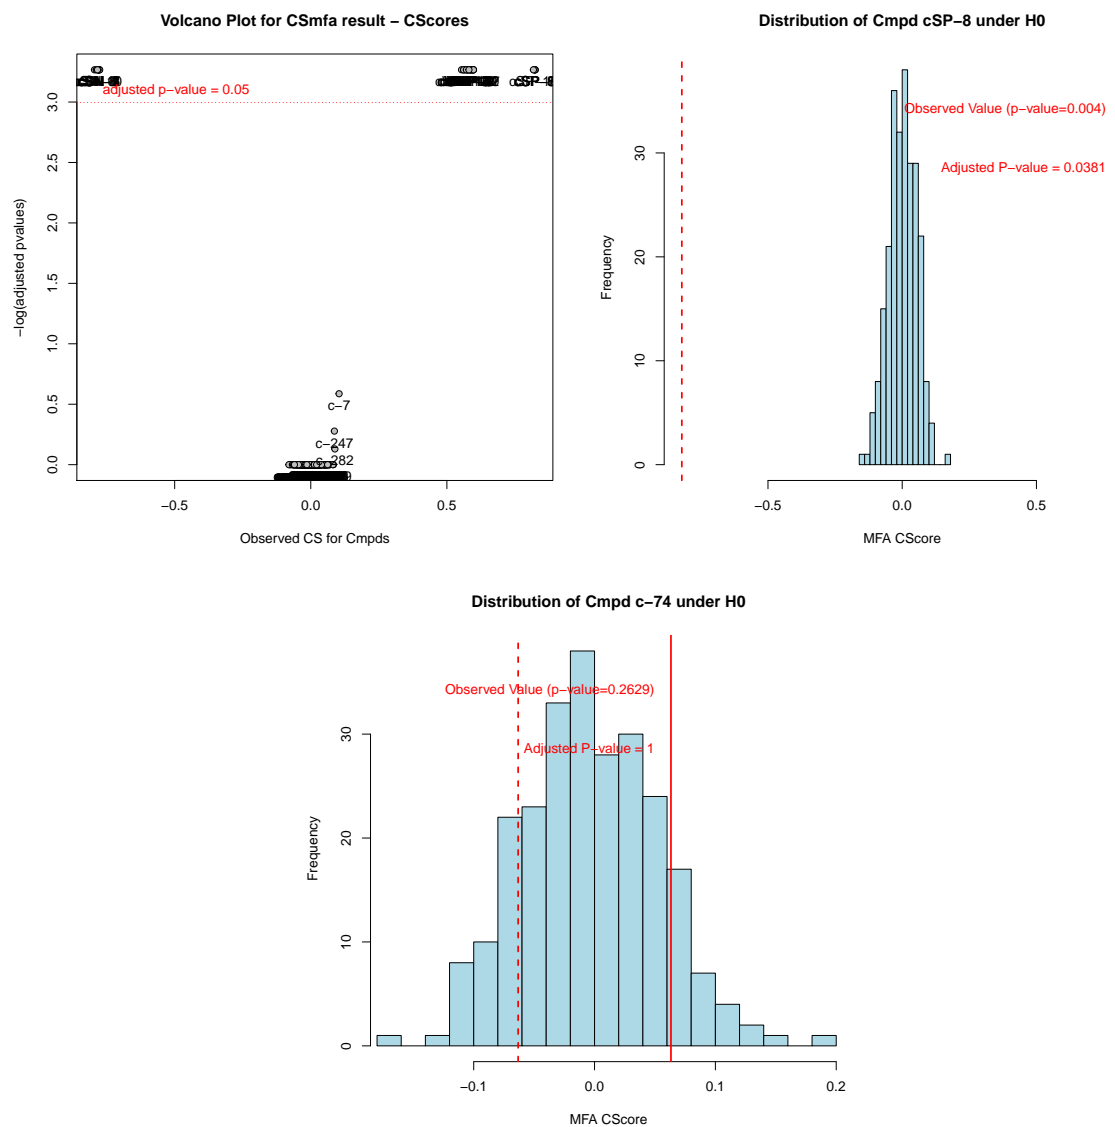 Volcano Plot for CSmfa result − CScores
adjusted p−value = 0.05
−log(adjusted pvalues)
3.0
2.5
2.0
1.5
1.0
0.5
0.0
c−7
c−247
c−282
−0.5 0.0 0.5
Observed CS for Cmpds
Distribution of Cmpd cSP−8 under H0
Observed Value (p−value=0.004)
Adjusted P−value = 0.0381
Frequency
30
20
10
0
−0.5 0.0 0.5
MFA CScore
Distribution of Cmpd c−74 under H0
Observed Value (p−value=0.2629)
Adjusted P−value = 1
Frequency
30
20
10
0
−0.1 0.0 0.1 0.2
MFA CScore